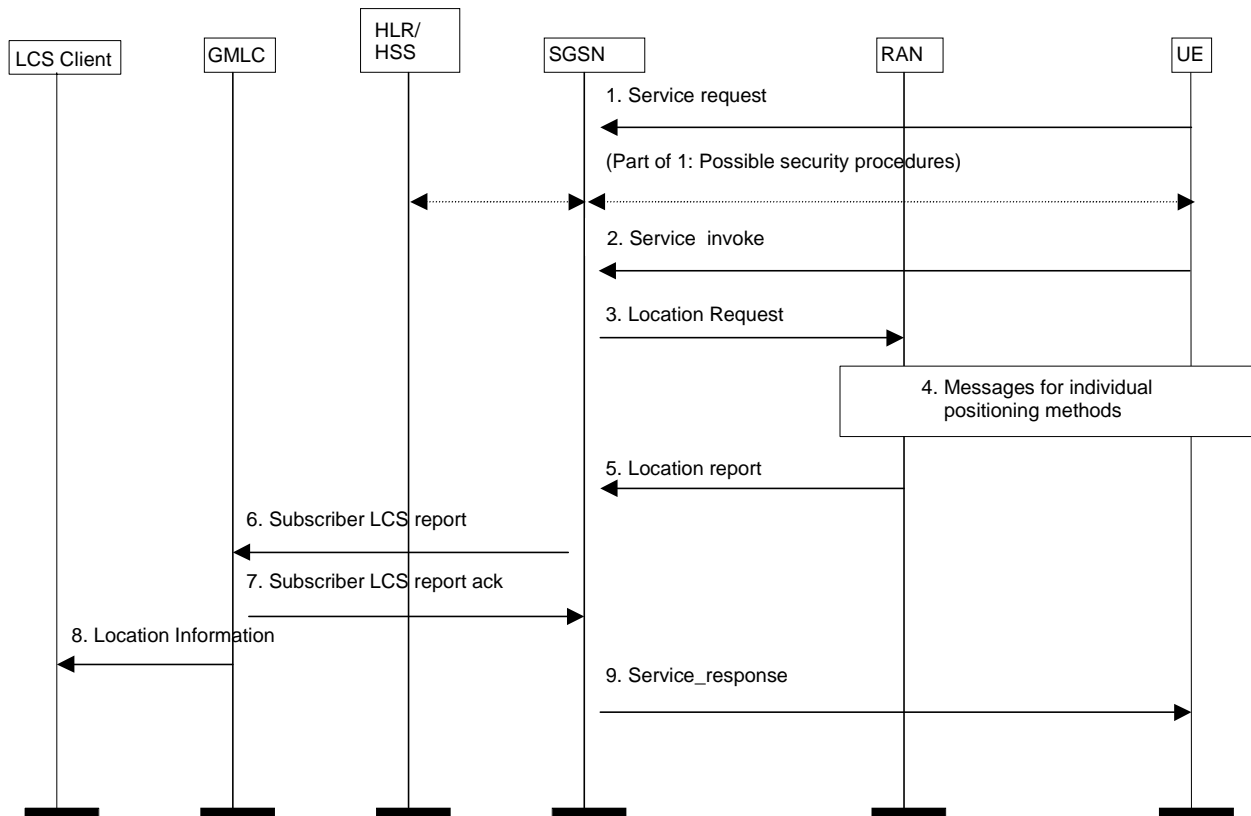 HLR/
HSS
LCS Client
GMLC
SGSN
RAN
UE
1. Service request
(Part of 1: Possible security procedures)
2. Service invoke
3. Location Request
4. Messages for individual
positioning methods
5. Location report
6. Subscriber LCS report
7. Subscriber LCS report ack
8. Location Information
9. Service_response